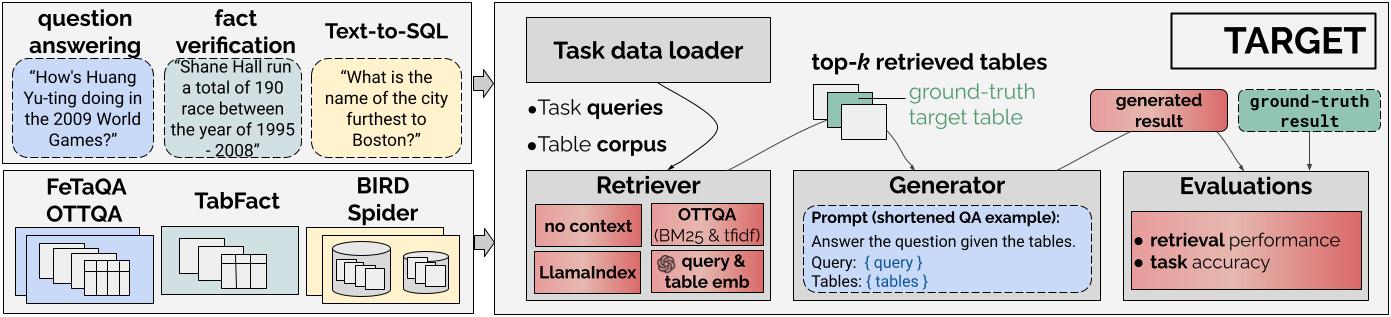 question
answering
fact
verification
Text-to-SQL
“How's Huang
Yu-ting doing in
the 2009 World
Games?”
“Shane Hall run
a total of 190
race between
the year of 1995
- 2008”
“What is the
name of the city
furthest to
Boston?”
FeTaQA
OTTQA
TabFact
BIRD
Spider
TARGET
Task data loader
●Task queries
●Table corpus
top-k retrieved tables
ground-truth
target table
generated
result
ground-truth
result
Retriever
no context
OTTQA
(BM25 & tfidf)
LlamaIndex
query &
table emb
Generator
Prompt (shortened QA example):
Answer the question given the tables.
Query: { query }
Tables: { tables }
Evaluations
● retrieval performance
● task accuracy